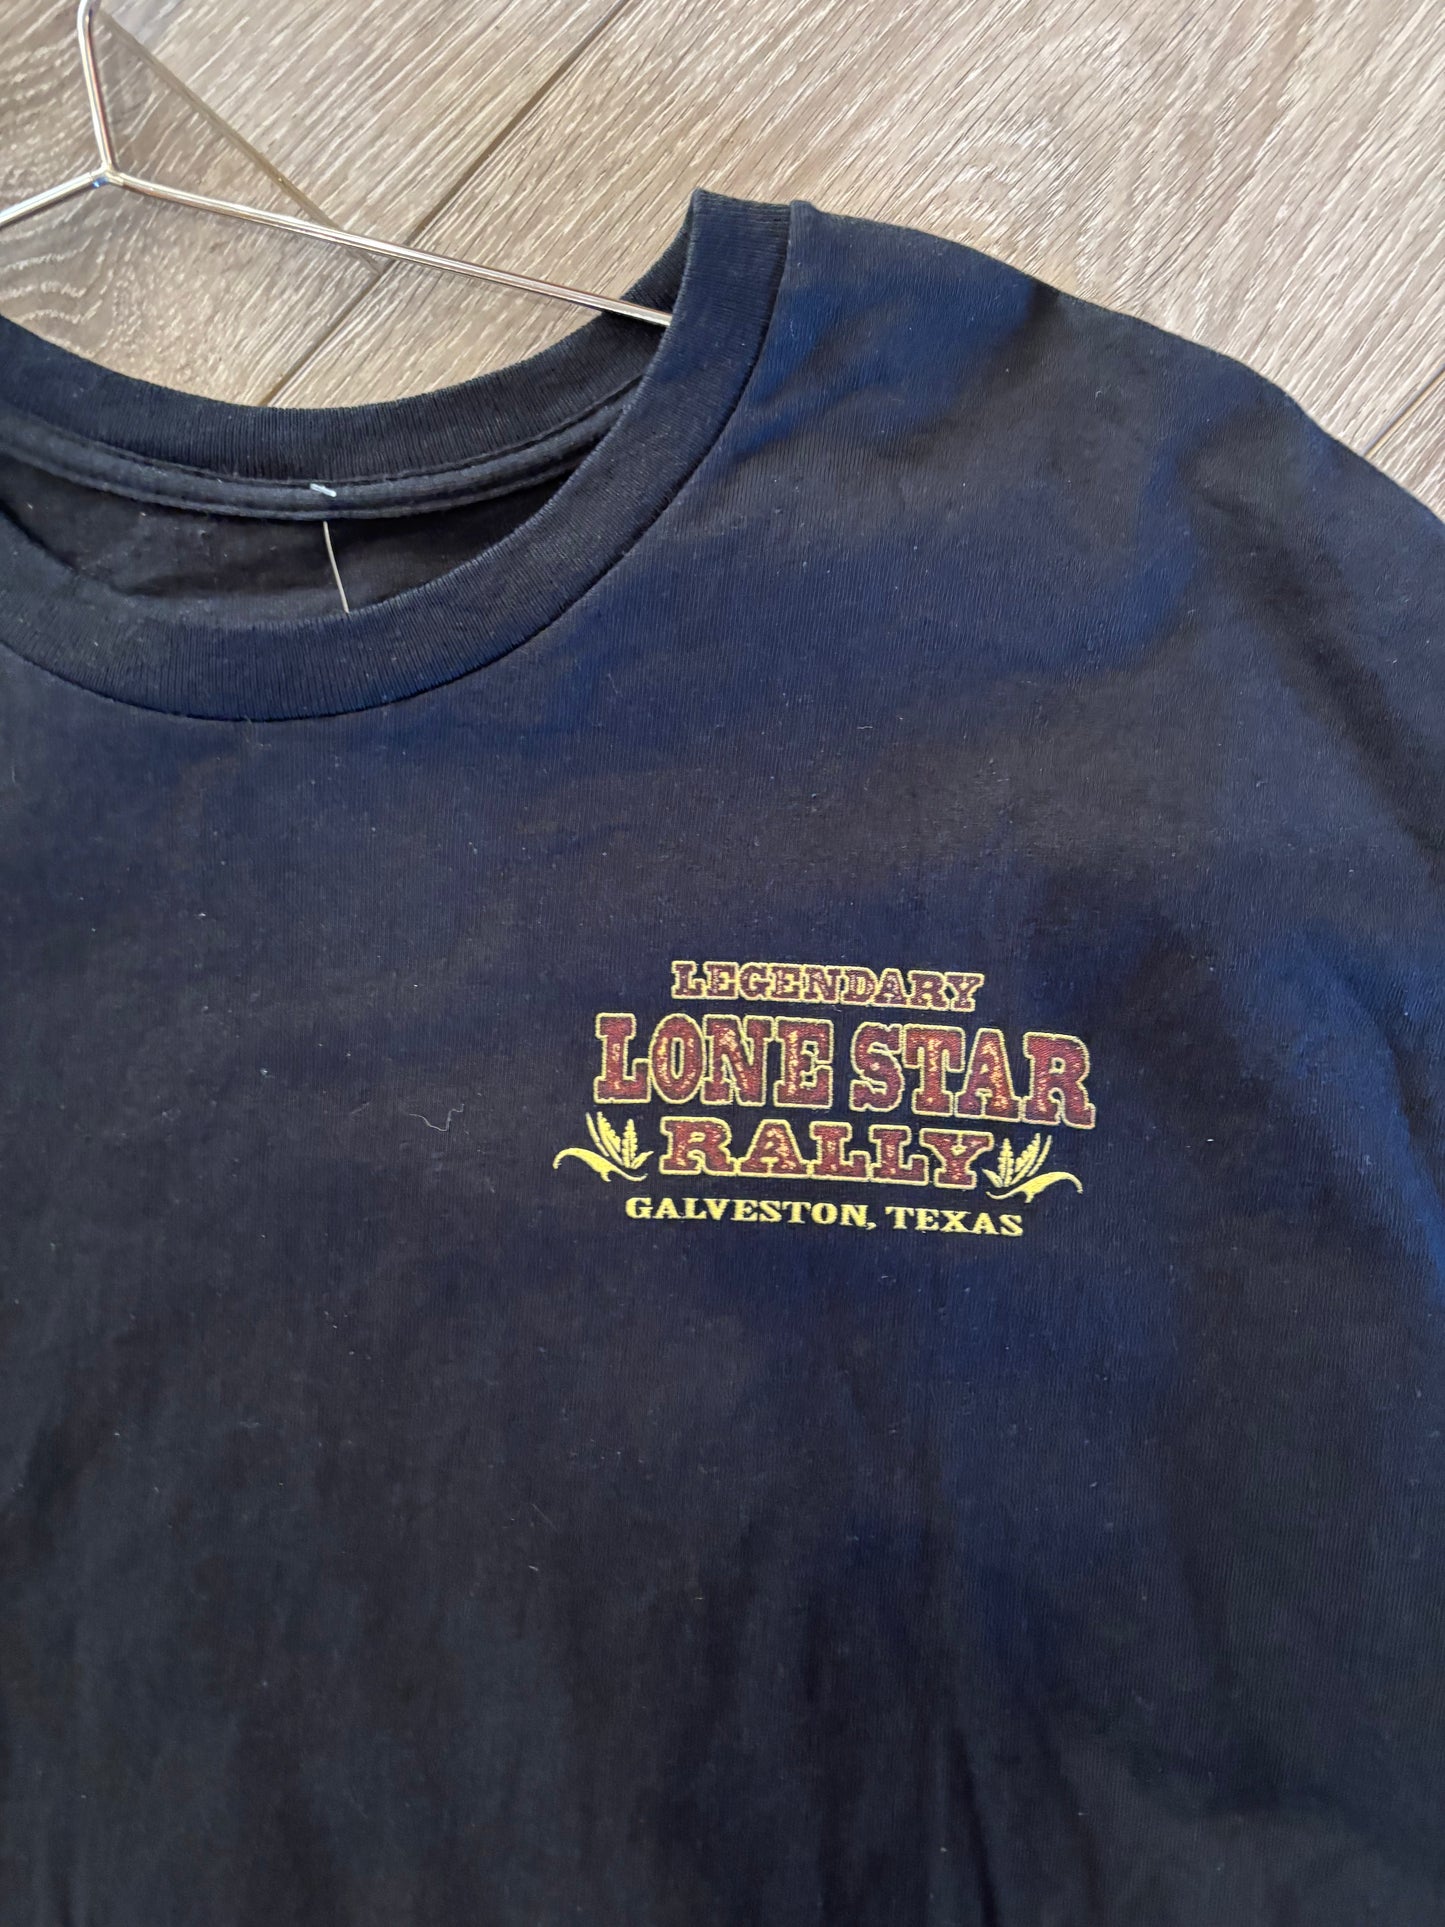 LEGENDARY
LONE STAR
RALLY
GALVESTON, TEXAS